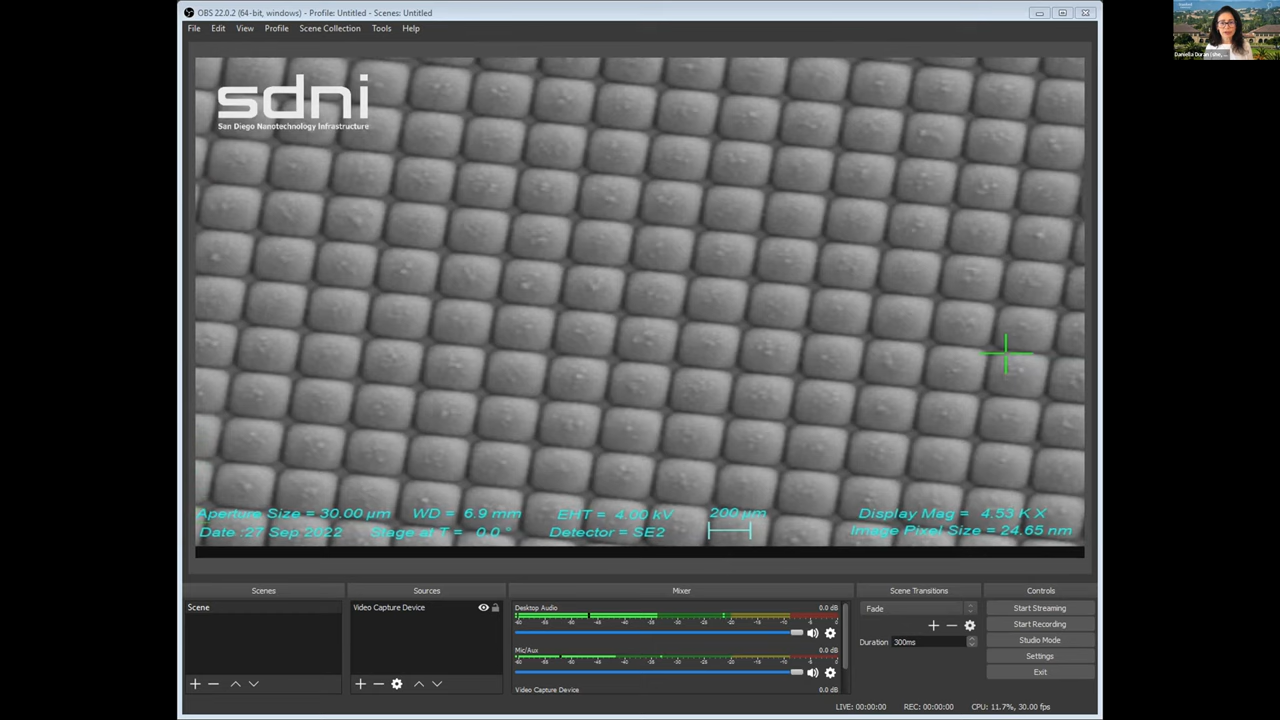 OBS 22.0.2 (64-bit, windows) - Profile: Untitled - Scenes: Untitled
File Edit View Profile Scene Collection Tools Help
sdni
San Diego Nanotechnology Infrastructure
Aperture Size = 30.00 µm WD = 6.9 mm EHT = 4.00 kV 200 µm Display Mag = 4.53 K X
Date :27 Sep 2022 Stage at T = 0.0 ° Detector = SE2 Image Pixel Size = 24.65 nm
Scenes Sources Mixer Scene Transitions Controls
Scene
Video Capture Device
Desktop Audio 0.0 dB
Mic/Aux 0.0 dB
Video Capture Device 0.0 dB
Fade
Duration 300ms
Start Streaming
Start Recording
Studio Mode
Settings
Exit
LIVE: 00:00:00 REC: 00:00:00 CPU: 11.7%, 30.00 fps
Daniella Duran